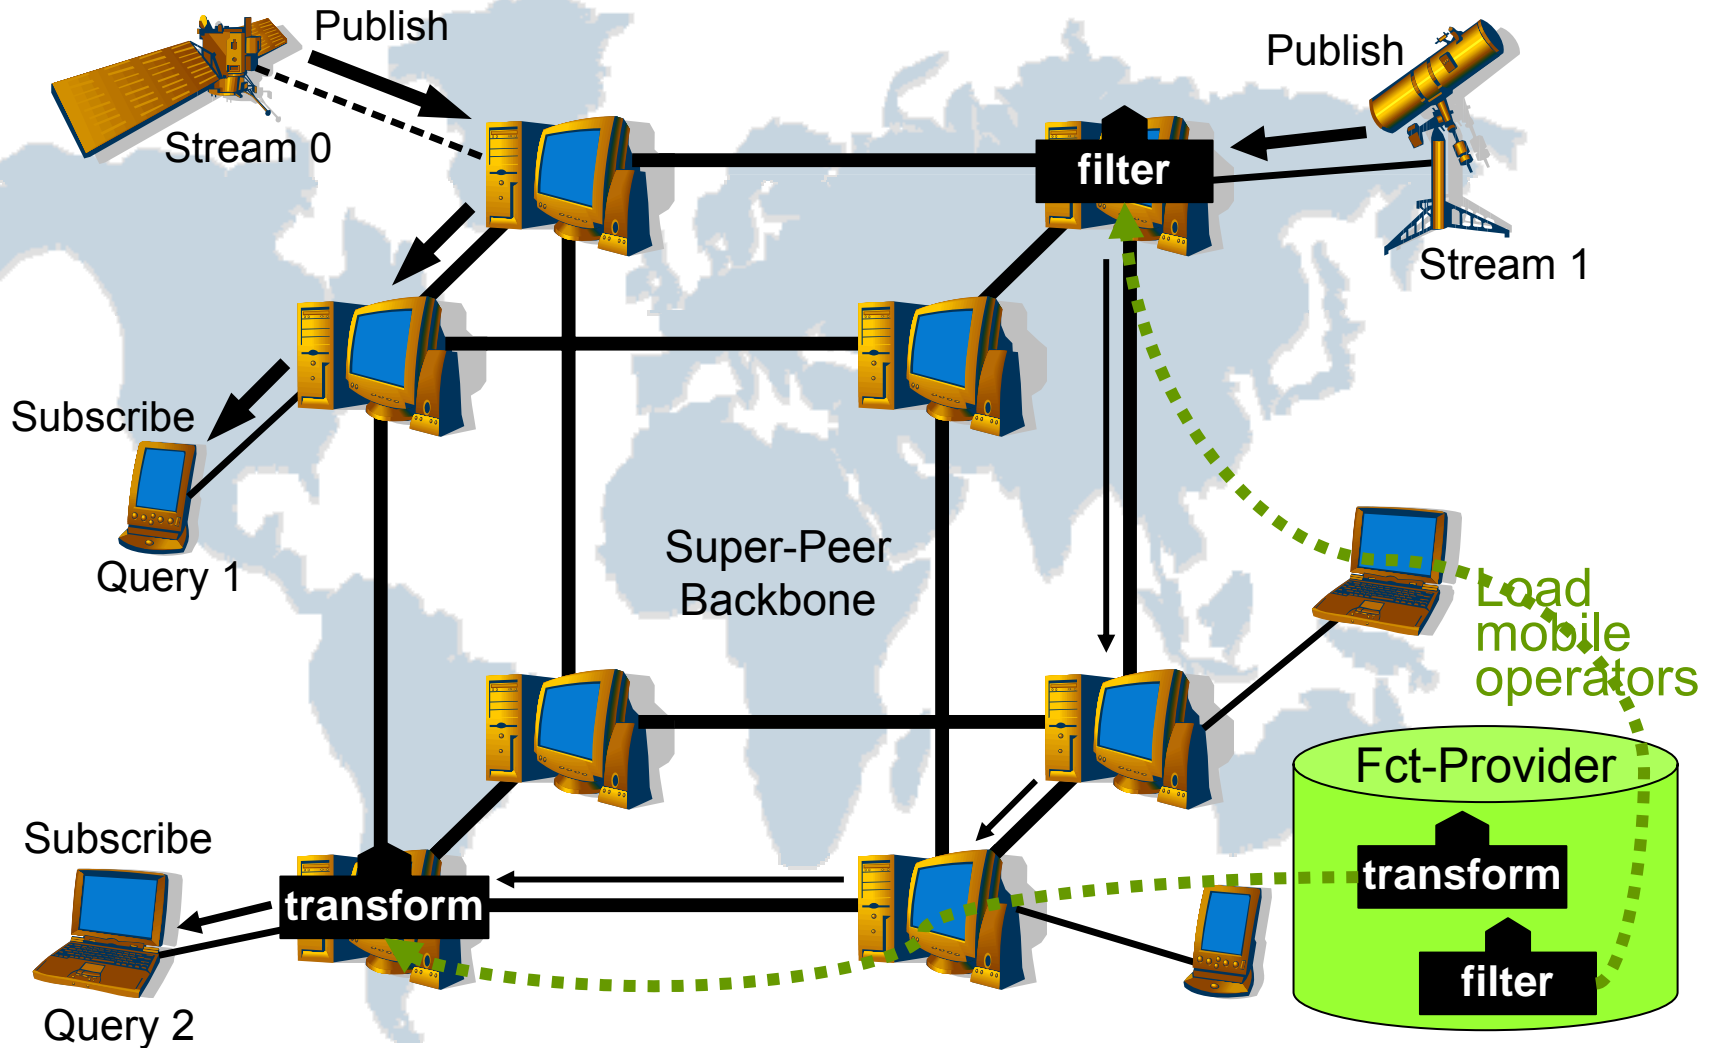 Publish
Publish
Stream 0
filter
Stream 1
Subscribe
Query 1
Super-Peer
Backbone
Load
mobile
operators
Fct-Provider
Subscribe
transform
transform
filter
Query 2